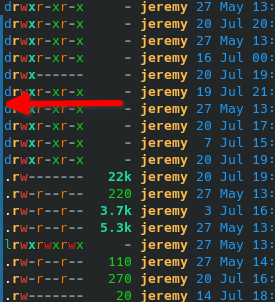 drwxr-xr-x - jeremy 27 May 13
drwxr-xr-x - jeremy 20 Jul 20:
drwxr-xr-x - jeremy 27 May 13:
drwxr-xr-x - jeremy 16 Jul 00:
drwx------ - jeremy 20 Jul 19:
drwxr-xr-x - jeremy 19 Jul 21:
drwxr-xr-x - jeremy 27 May 13:
drwxr-xr-x - jeremy 20 Jul 17:
drwxr-xr-x - jeremy 7 Jul 15:
drwxr-xr-x - jeremy 20 Jul 19:
.rw------- 22k jeremy 20 Jul 19:
.rw-r--r-- 220 jeremy 27 May 13:
.rw-r--r-- 3.7k jeremy 3 Jul 16:
.rw-r--r-- 5.3k jeremy 27 May 13:
lrwxrwxrwx - jeremy 27 May 13:
.rw-r--r-- 110 jeremy 27 May 14:
.rw-r--r-- 270 jeremy 20 Jul 16:
.rw------- 20 jeremy 14 Jul 18: